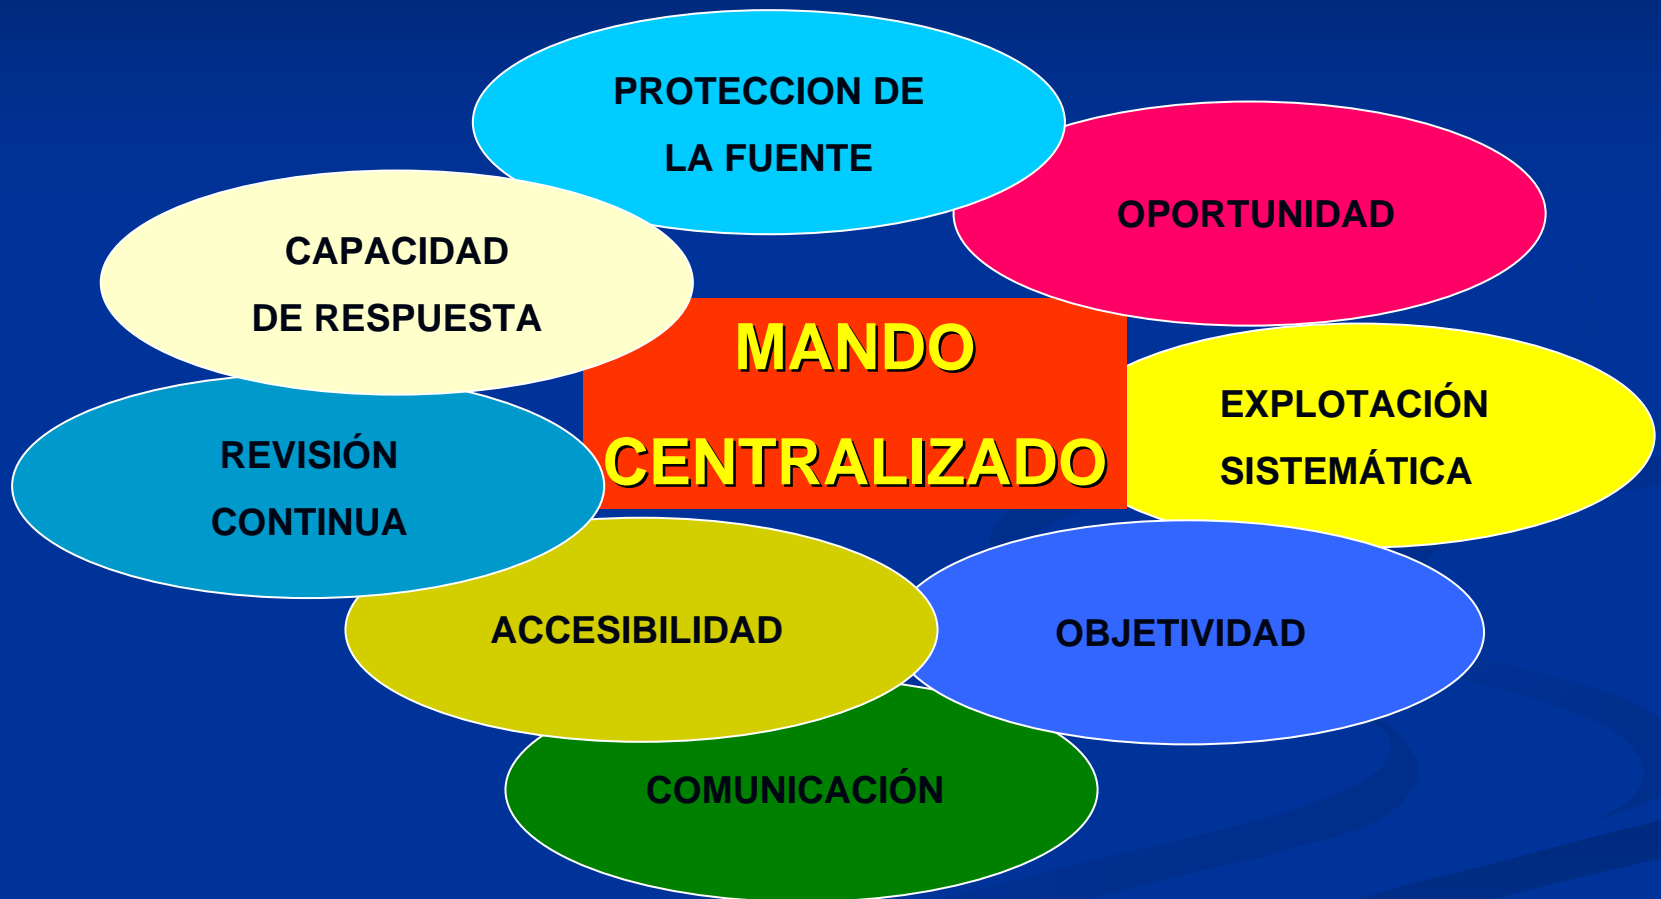 PROTECCION DE
LA FUENTE
OPORTUNIDAD
CAPACIDAD
DE RESPUESTA
MANDO
CENTRALIZADO
EXPLOTACIÓN
SISTEMÁTICA
REVISIÓN
CONTINUA
ACCESIBILIDAD
OBJETIVIDAD
COMUNICACIÓN